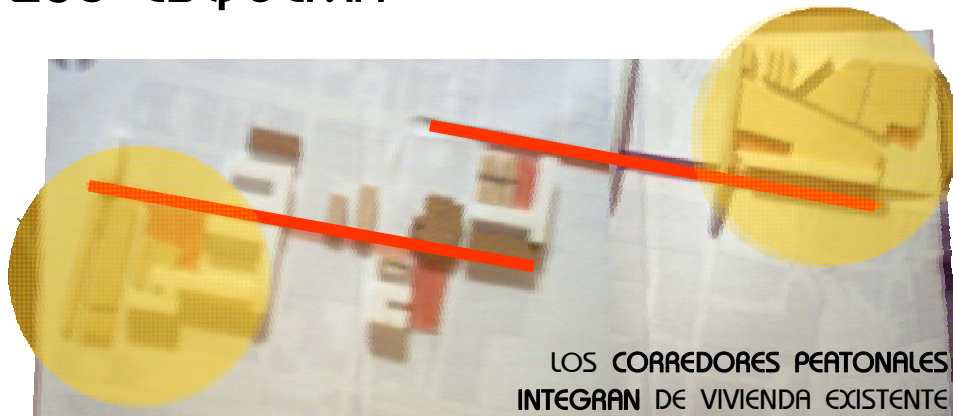 LOS CORREDORES PEATONALES
INTEGRAN DE VIVIENDA EXISTENTE